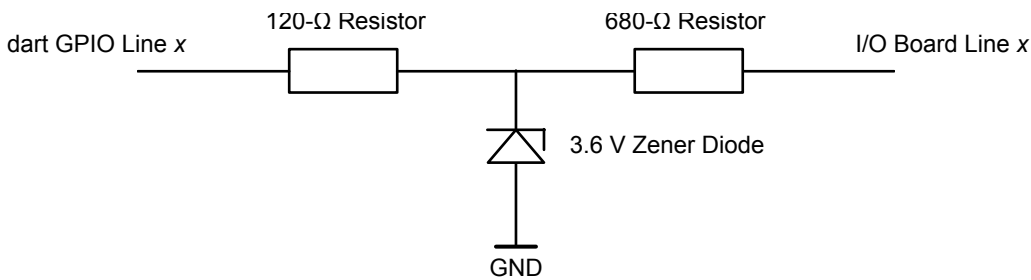 120-Ω Resistor
680-Ω Resistor
dart GPIO Line x
I/O Board Line x
3.6 V Zener Diode
GND